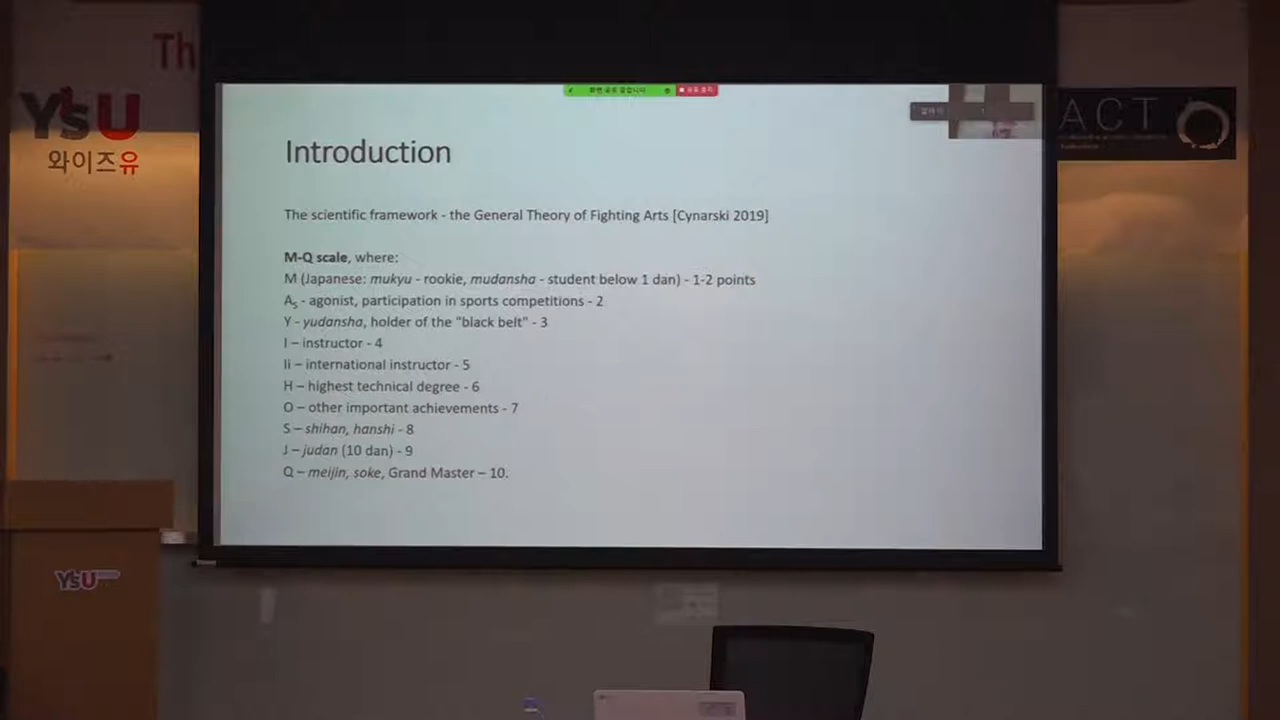 Th
YsU
와이즈유
ACT
Introduction
The scientific framework - the General Theory of Fighting Arts [Cynarski 2019]
M-Q scale, where:
M (Japanese: mukyu - rookie, mudansha - student below 1 dan) - 1-2 points
As - agonist, participation in sports competitions - 2
Y - yudansha, holder of the "black belt" - 3
I – instructor - 4
Ii – international instructor - 5
H – highest technical degree - 6
O – other important achievements - 7
S – shihan, hanshi - 8
J – judan (10 dan) - 9
Q – meijin, soke, Grand Master – 10.
YsU